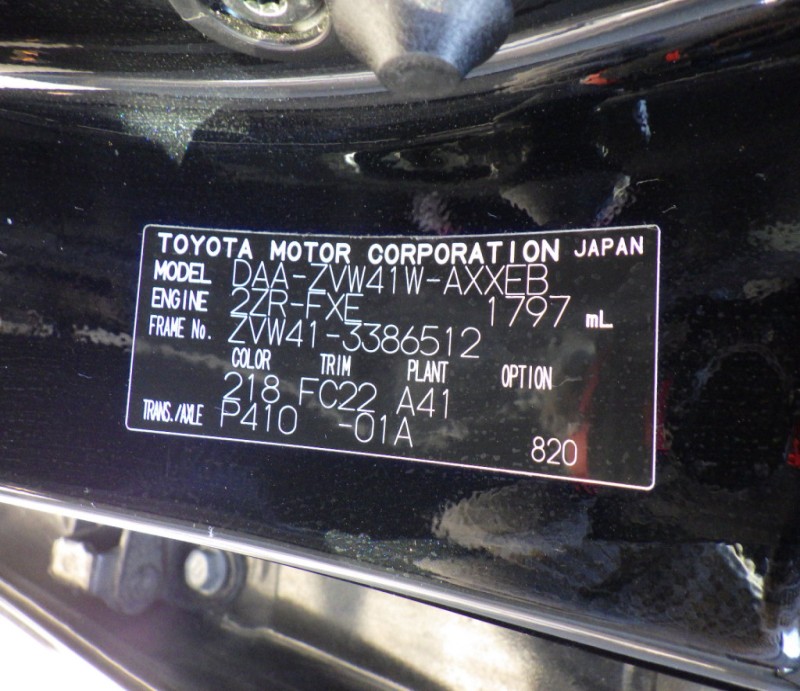 TOYOTA MOTOR CORPORATION JAPAN
MODEL DAA-ZVW41W-AXXEB
ENGINE 2ZR-FXE 1797 mL
FRAME No. ZVW41-3386512
COLOR TRIM PLANT OPTION
218 FC22 A41
TRANS./AXLE P410 -01A 820